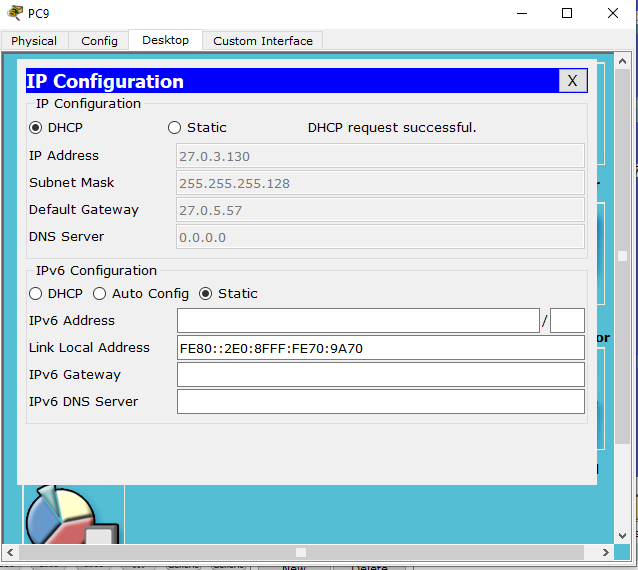 PC9
Physical Config Desktop Custom Interface
IP Configuration X
IP Configuration
DHCP Static DHCP request successful.
IP Address 27.0.3.130
Subnet Mask 255.255.255.128
Default Gateway 27.0.5.57
DNS Server 0.0.0.0
IPv6 Configuration
DHCP Auto Config Static
IPv6 Address /
Link Local Address FE80::2E0:8FFF:FE70:9A70
IPv6 Gateway
IPv6 DNS Server
or
New Delete